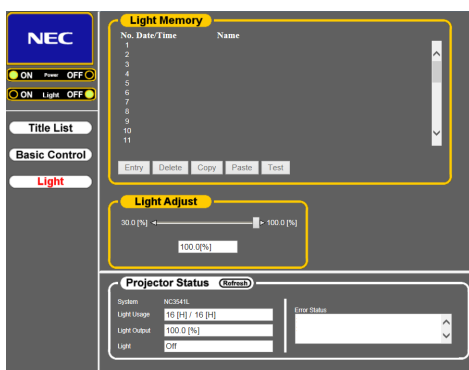 NEC
ON Power OFF
ON Light OFF
Title List
Basic Control
Light
Light Memory
No. Date/Time Name
1
2
3
4
5
6
7
8
9
10
11
Entry Delete Copy Paste Test
Light Adjust
30.0 [%] 100.0 [%]
100.0[%]
Projector Status Refresh
System NC3541L
Light Usage 16 [H] / 16 [H]
Light Output 100.0 [%]
Light Off
Error Status